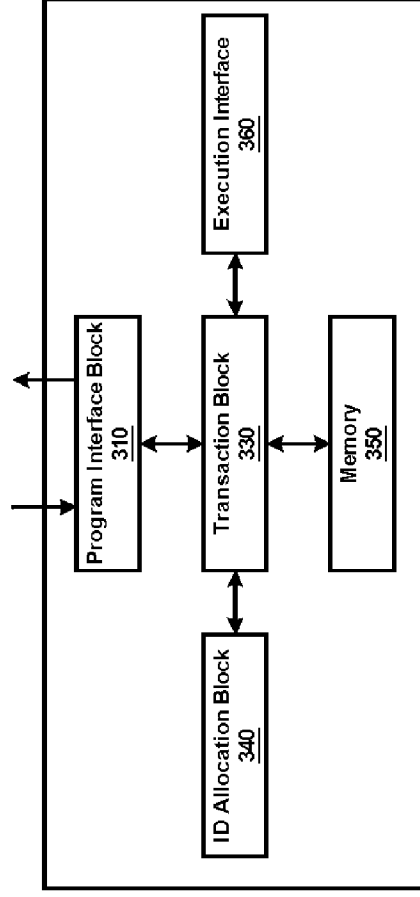 Program Interface Block
310
ID Allocation Block
340
Transaction Block
330
Execution Interface
360
Memory
350